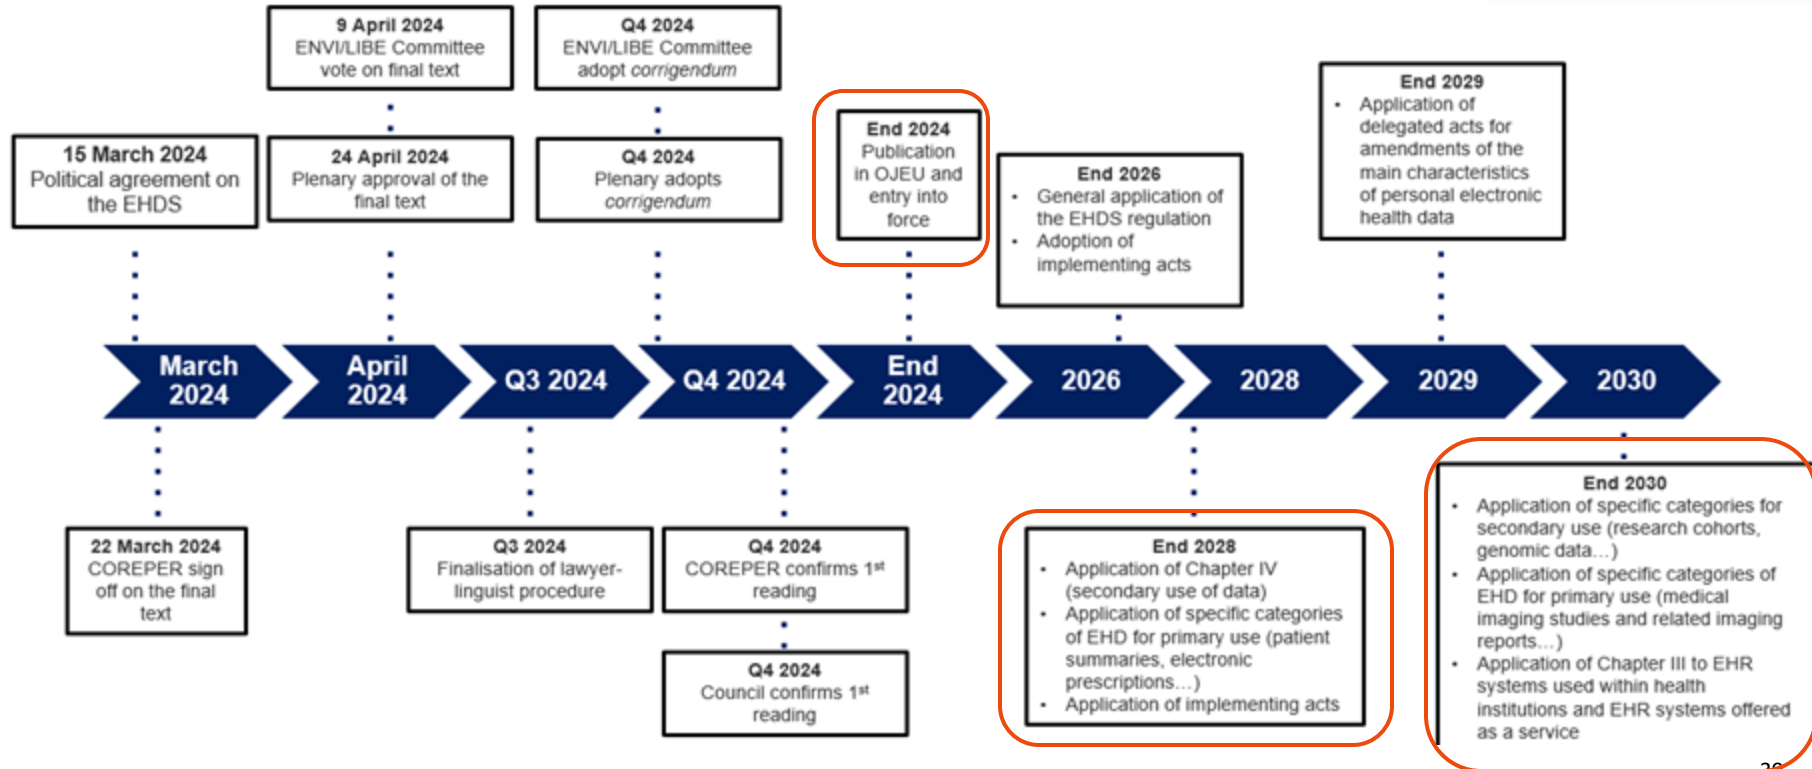 9 April 2024
ENVI/LIBE Committee
vote on final text
Q4 2024
ENVI/LIBE Committee
adopt corrigendum
15 March 2024
Political agreement on
the EHDS
24 April 2024
Plenary approval of the
final text
Q4 2024
Plenary adopts
corrigendum
End 2024
Publication
in OJEU and
entry into
force
End 2026
• General application of
the EHDS regulation
• Adoption of
implementing acts
End 2029
• Application of
delegated acts for
amendments of the
main characteristics
of personal electronic
health data
March
2024
April
2024
Q3 2024
Q4 2024
End
2024
2026
2028
2029
2030
22 March 2024
COREPER sign
off on the final
text
Q3 2024
Finalisation of lawyer-
linguist procedure
Q4 2024
COREPER confirms 1st
reading
Q4 2024
Council confirms 1st
reading
End 2028
• Application of Chapter IV
(secondary use of data)
• Application of specific categories
of EHD for primary use (patient
summaries, electronic
prescriptions…)
• Application of implementing acts
End 2030
• Application of specific categories for
secondary use (research cohorts,
genomic data…)
• Application of specific categories of
EHD for primary use (medical
imaging studies and related imaging
reports…)
• Application of Chapter III to EHR
systems used within health
institutions and EHR systems offered
as a service